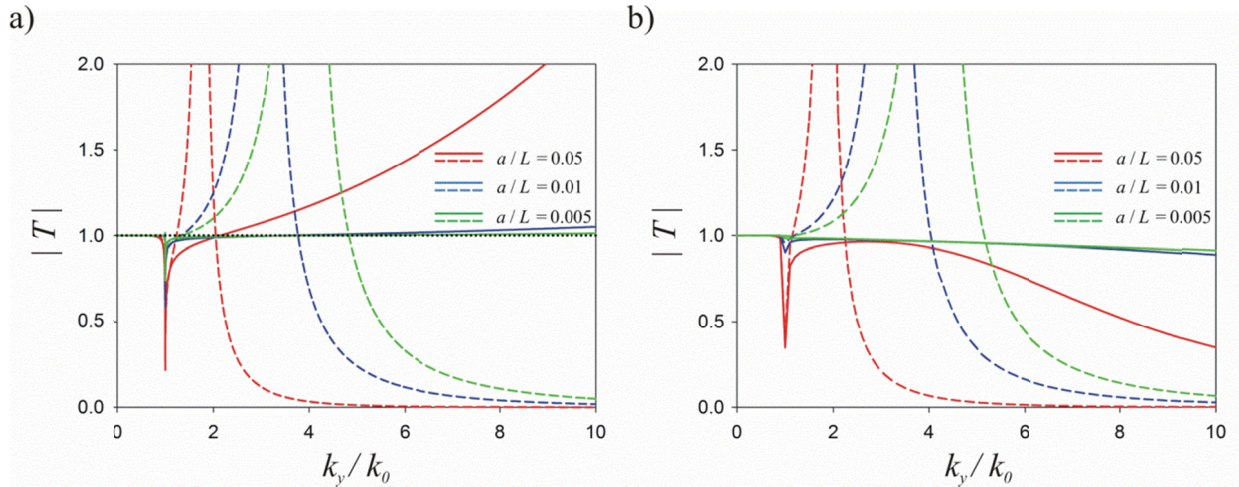 a)
2.0
1.5
1.0
0.5
0.0
0 2 4 6 8 10
| T |
k_y / k_0
a / L = 0.05
a / L = 0.01
a / L = 0.005
b)
2.0
1.5
1.0
0.5
0.0
0 2 4 6 8 10
| T |
k_y / k_0
a / L = 0.05
a / L = 0.01
a / L = 0.005